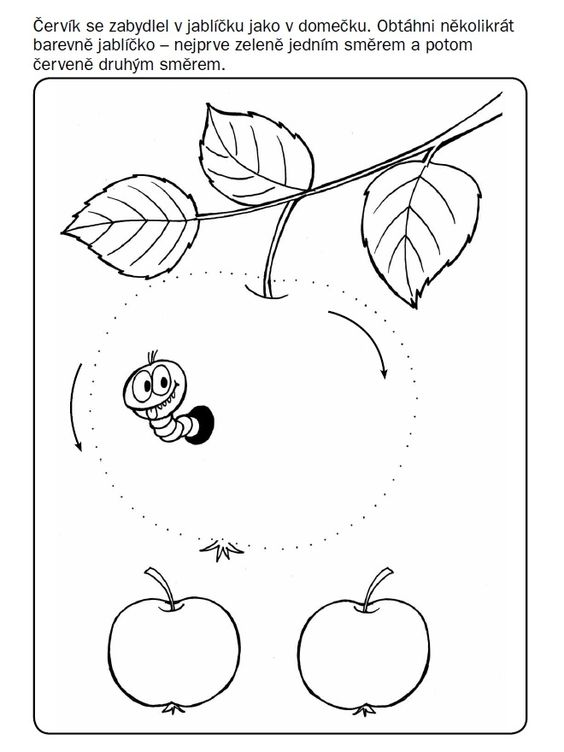 Červík se zabydlel v jablíčku jako v domečku. Obtáhni několikrát
barevně jablíčko – nejprve zeleně jedním směrem a potom
červeně druhým směrem.